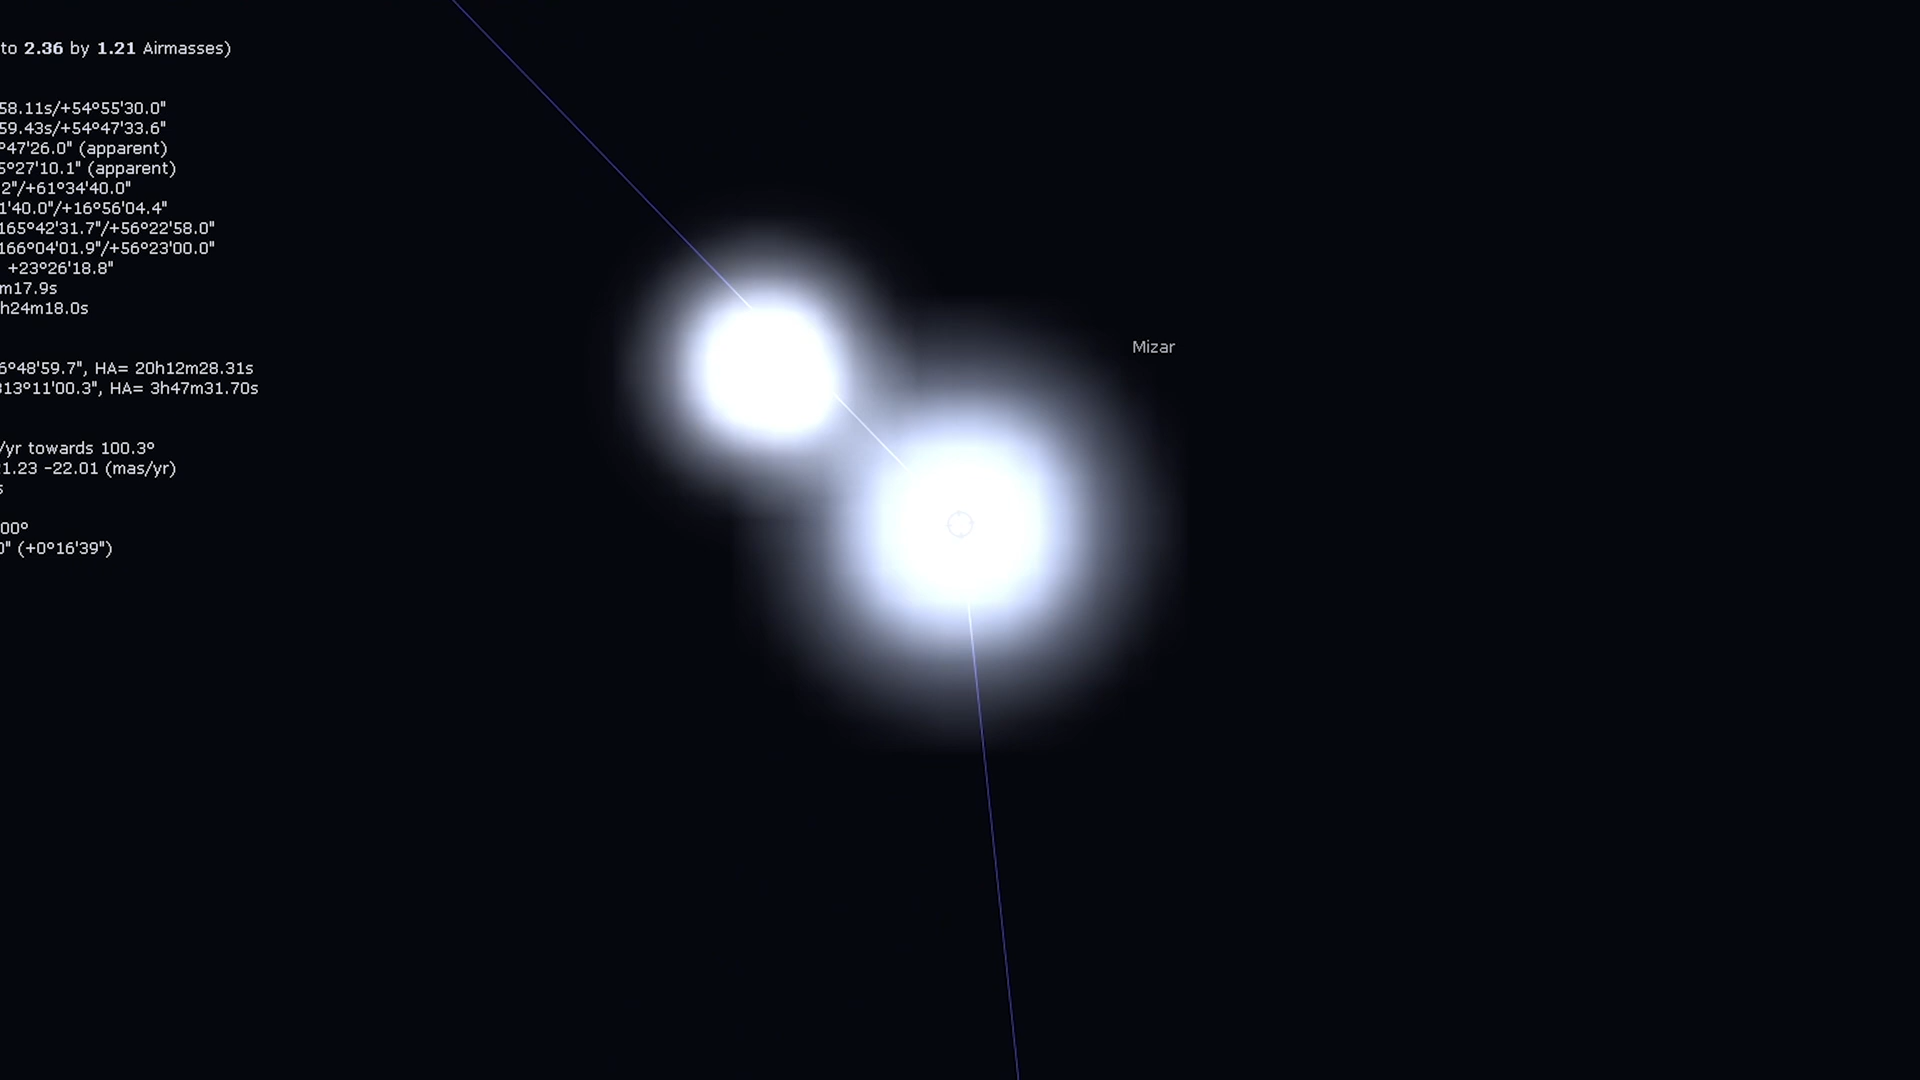 to 2.36 by 1.21 Airmasses)
58.11s/+54°55'30.0"
59.43s/+54°47'33.6"
°47'26.0" (apparent)
5°27'10.1" (apparent)
2"/+61°34'40.0"
1'40.0"/+16°56'04.4"
165°42'31.7"/+56°22'58.0"
166°04'01.9"/+56°23'00.0"
+23°26'18.8"
m17.9s
h24m18.0s
6°48'59.7", HA= 20h12m28.31s
313°11'00.3", HA= 3h47m31.70s
/yr towards 100.3°
1.23 -22.01 (mas/yr)
s
00°
0" (+0°16'39")
Mizar